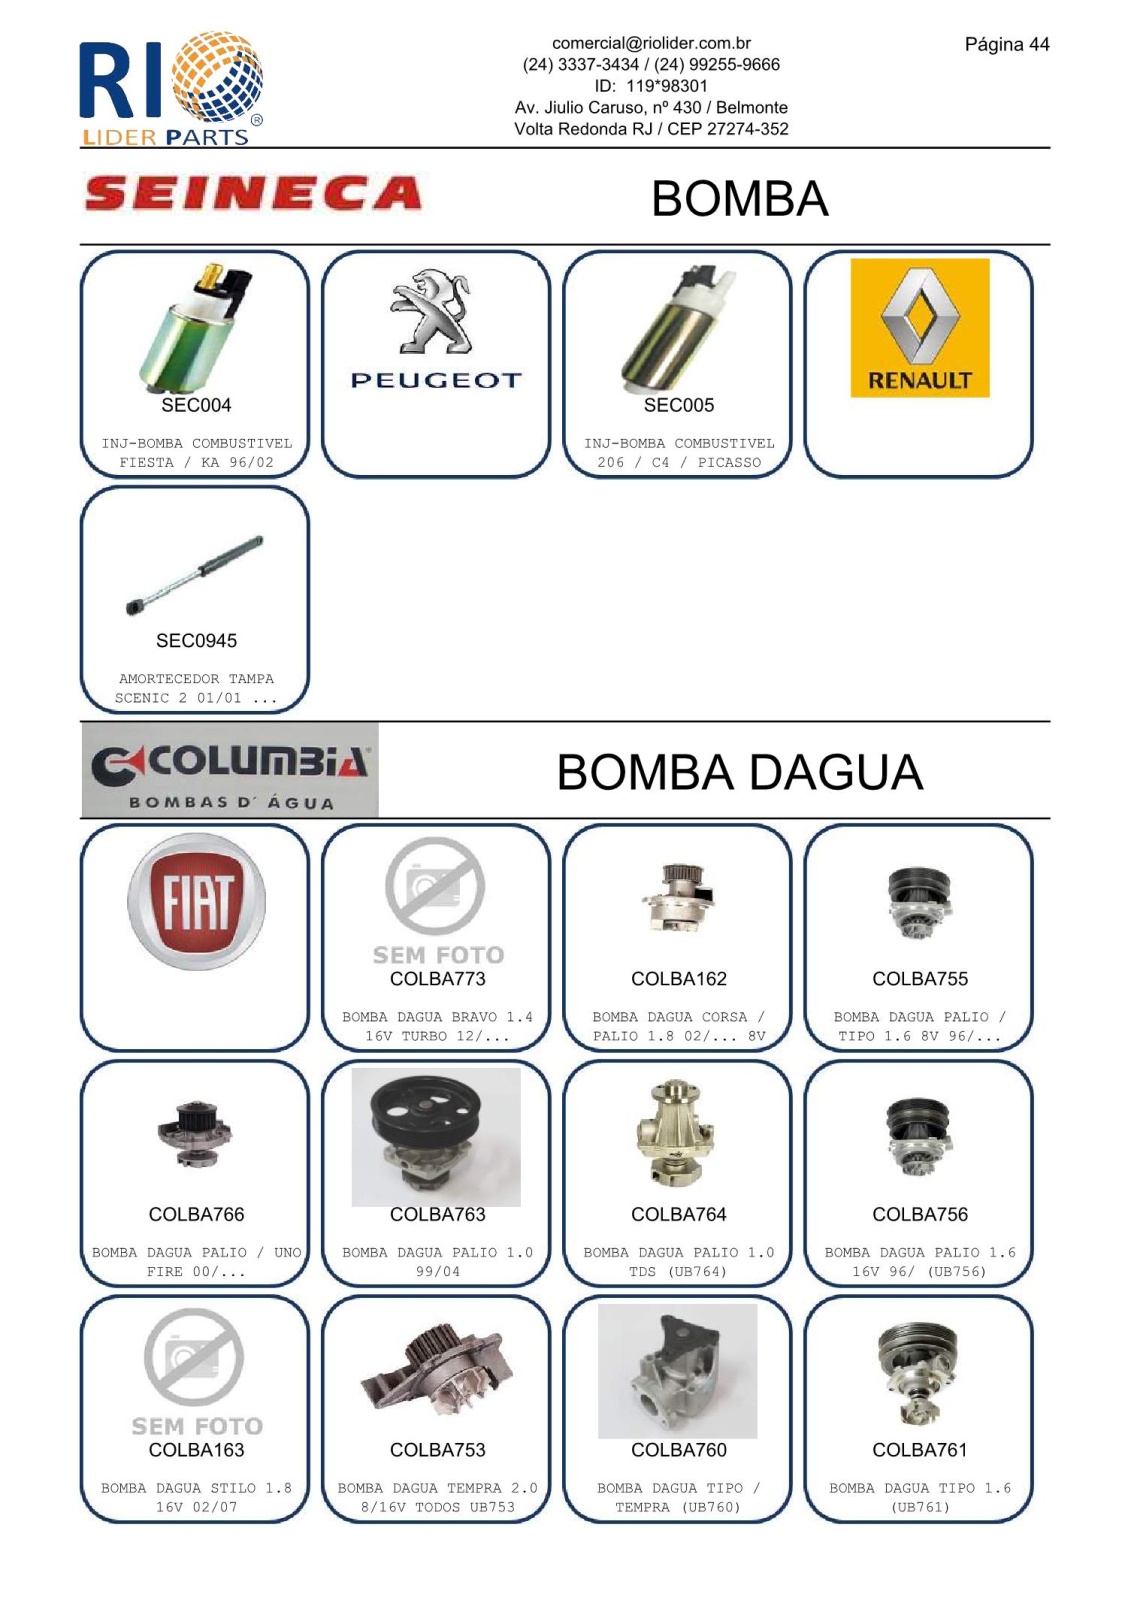 RIO
LIDER PARTS
®
comercial@riolider.com.br
(24) 3337-3434 / (24) 99255-9666
ID: 119*98301
Av. Jiulio Caruso, nº 430 / Belmonte
Volta Redonda RJ / CEP 27274-352
Página 44
SEINECA
BOMBA
SEC004
INJ-BOMBA COMBUSTIVEL
FIESTA / KA 96/02
PEUGEOT
SEC005
INJ-BOMBA COMBUSTIVEL
206 / C4 / PICASSO
RENAULT
SEC0945
AMORTECEDOR TAMPA
SCENIC 2 01/01 ...
COLUMBIA®
BOMBAS D´ ÁGUA
BOMBA DAGUA
FIAT
SEM FOTO
COLBA773
BOMBA DAGUA BRAVO 1.4
16V TURBO 12/...
COLBA162
BOMBA DAGUA CORSA /
PALIO 1.8 02/... 8V
COLBA755
BOMBA DAGUA PALIO /
TIPO 1.6 8V 96/...
COLBA766
BOMBA DAGUA PALIO / UNO
FIRE 00/...
COLBA763
BOMBA DAGUA PALIO 1.0
99/04
COLBA764
BOMBA DAGUA PALIO 1.0
TDS (UB764)
COLBA756
BOMBA DAGUA PALIO 1.6
16V 96/ (UB756)
SEM FOTO
COLBA163
BOMBA DAGUA STILO 1.8
16V 02/07
COLBA753
BOMBA DAGUA TEMPRA 2.0
8/16V TODOS UB753
COLBA760
BOMBA DAGUA TIPO /
TEMPRA (UB760)
COLBA761
BOMBA DAGUA TIPO 1.6
(UB761)